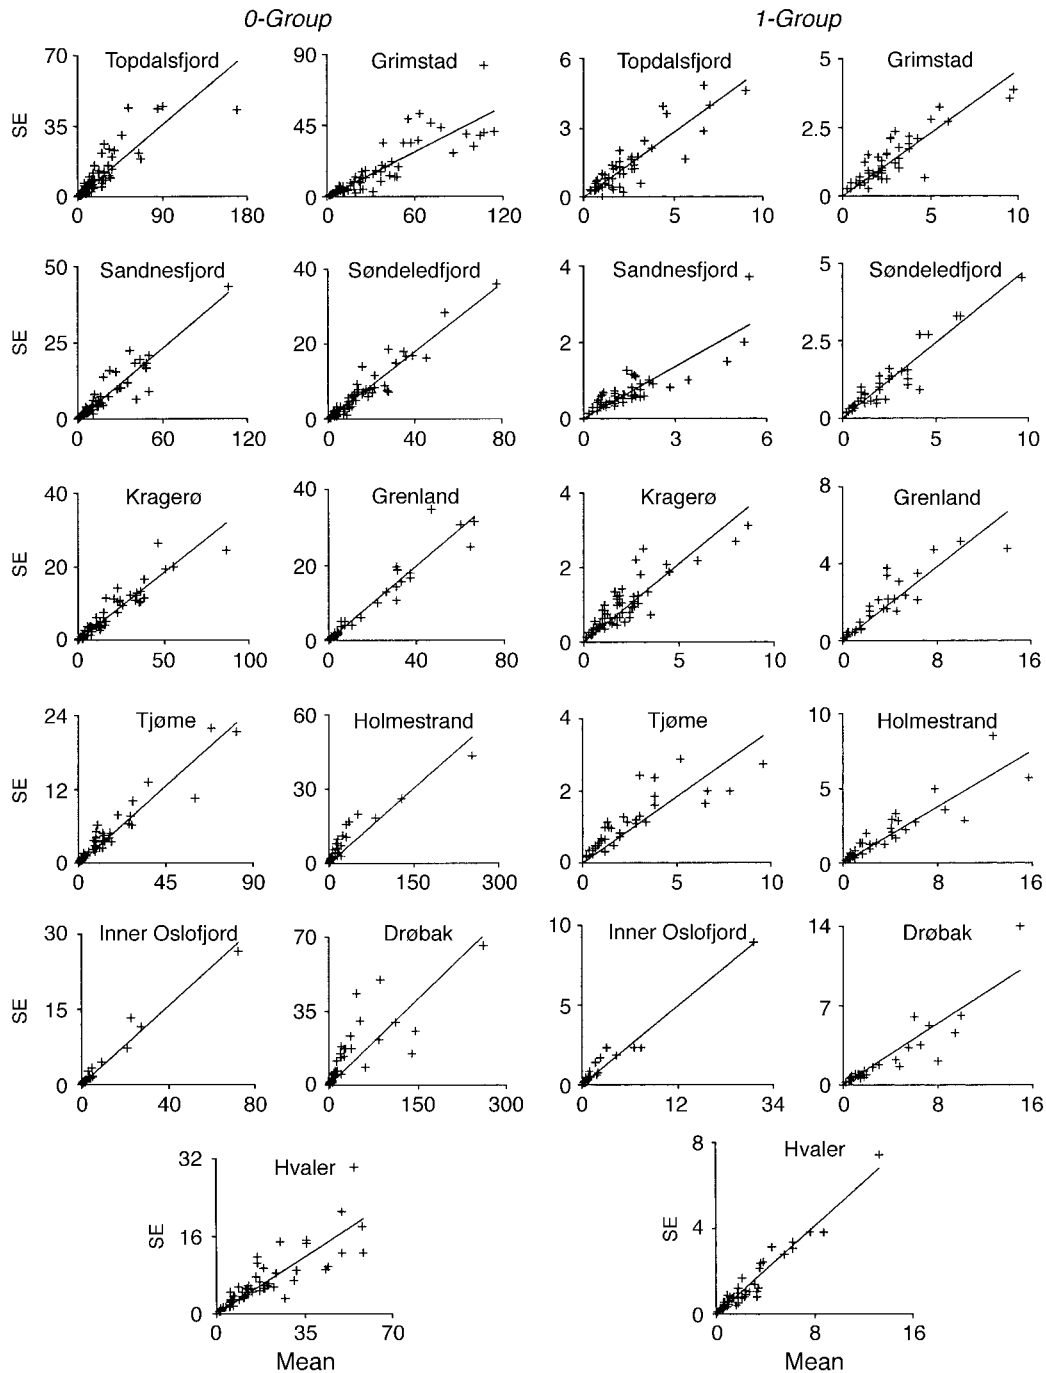 0-Group 1-Group
Topdalsfjord Grimstad Topdalsfjord Grimstad
70 90 6 5
SE 35 45 3 2.5
0 0 0 0
0 90 180 0 60 120 0 5 10 0 5 10
Sandnesfjord Søndeledfjord Sandnesfjord Søndeledfjord
50 40 4 5
SE 25 20 2 2.5
0 0 0 0
0 60 120 0 40 80 0 3 6 0 5 10
Kragerø Grenland Kragerø Grenland
40 40 4 8
SE 20 20 2 4
0 0 0 0
0 50 100 0 40 80 0 5 10 0 8 16
Tjøme Holmestrand Tjøme Holmestrand
24 60 4 10
SE 12 30 2 5
0 0 0 0
0 45 90 0 150 300 0 5 10 0 8 16
Inner Oslofjord Drøbak Inner Oslofjord Drøbak
30 70 10 14
SE 15 35 5 7
0 0 0 0
0 40 80 0 150 300 0 12 34 0 8 16
Hvaler Hvaler
32 8
SE 16 SE 4
0 0
0 35 70 0 8 16
Mean Mean